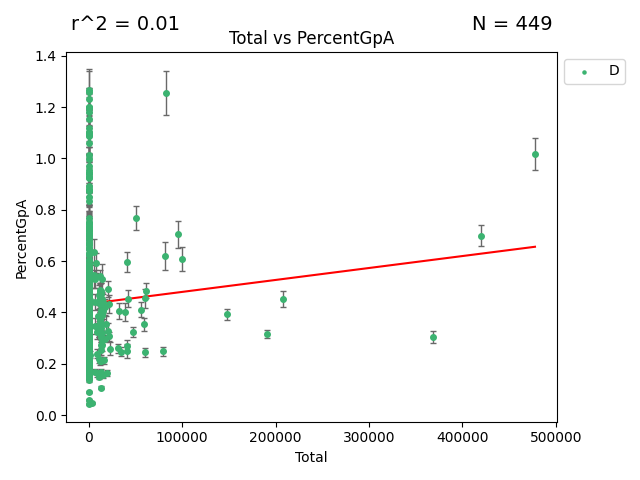 r^2 = 0.01
N = 449
Total vs PercentGpA
D
PercentGpA
1.4
1.2
1.0
0.8
0.6
0.4
0.2
0.0
0
100000
200000
300000
400000
500000
Total